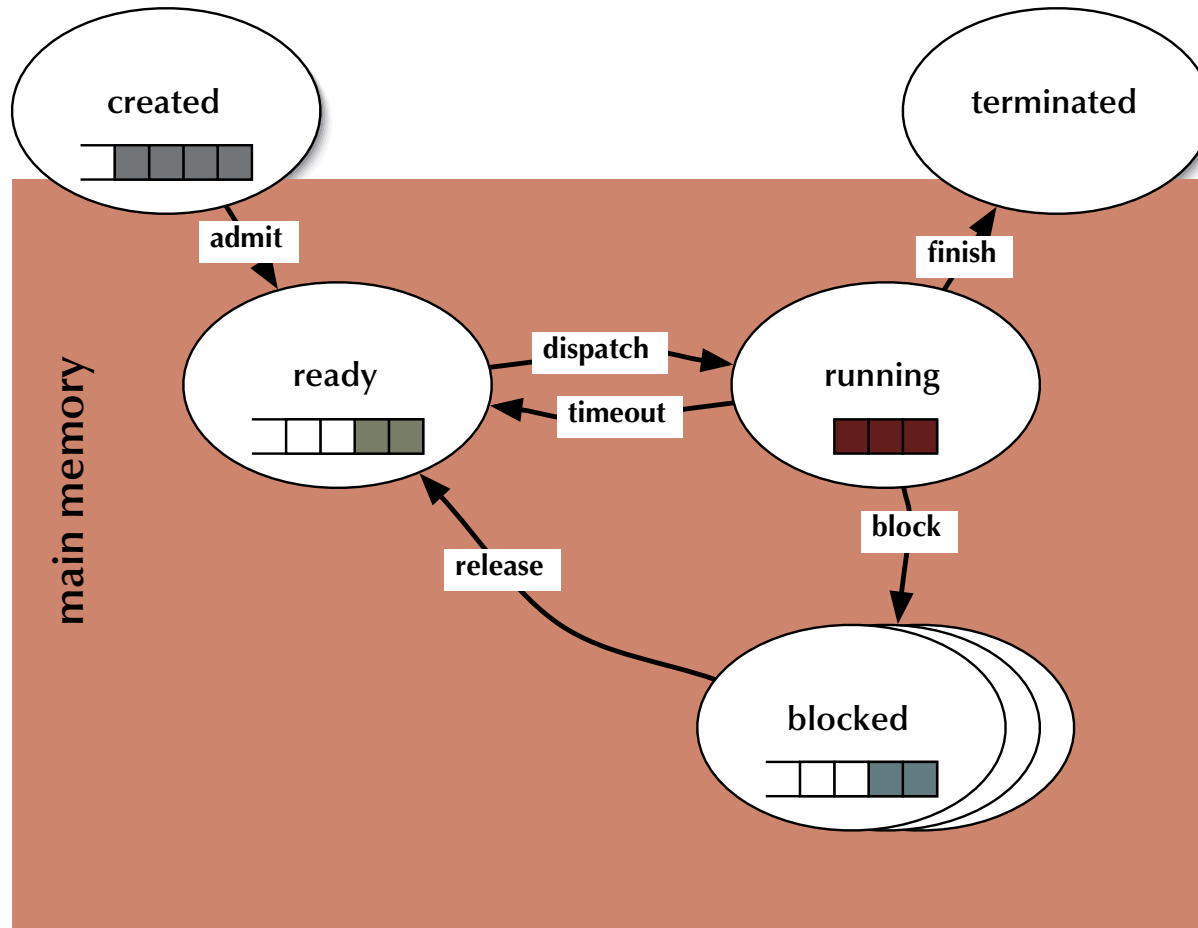 created
terminated
admit
finish
dispatch
ready
running
timeout
main memory
block
release
blocked